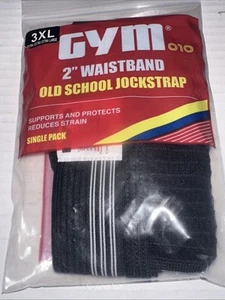 3XL
GYM®
010
2" WAISTBAND
OLD SCHOOL JOCKSTRAP
SUPPORTS AND PROTECTS
REDUCES STRAIN
SINGLE PACK